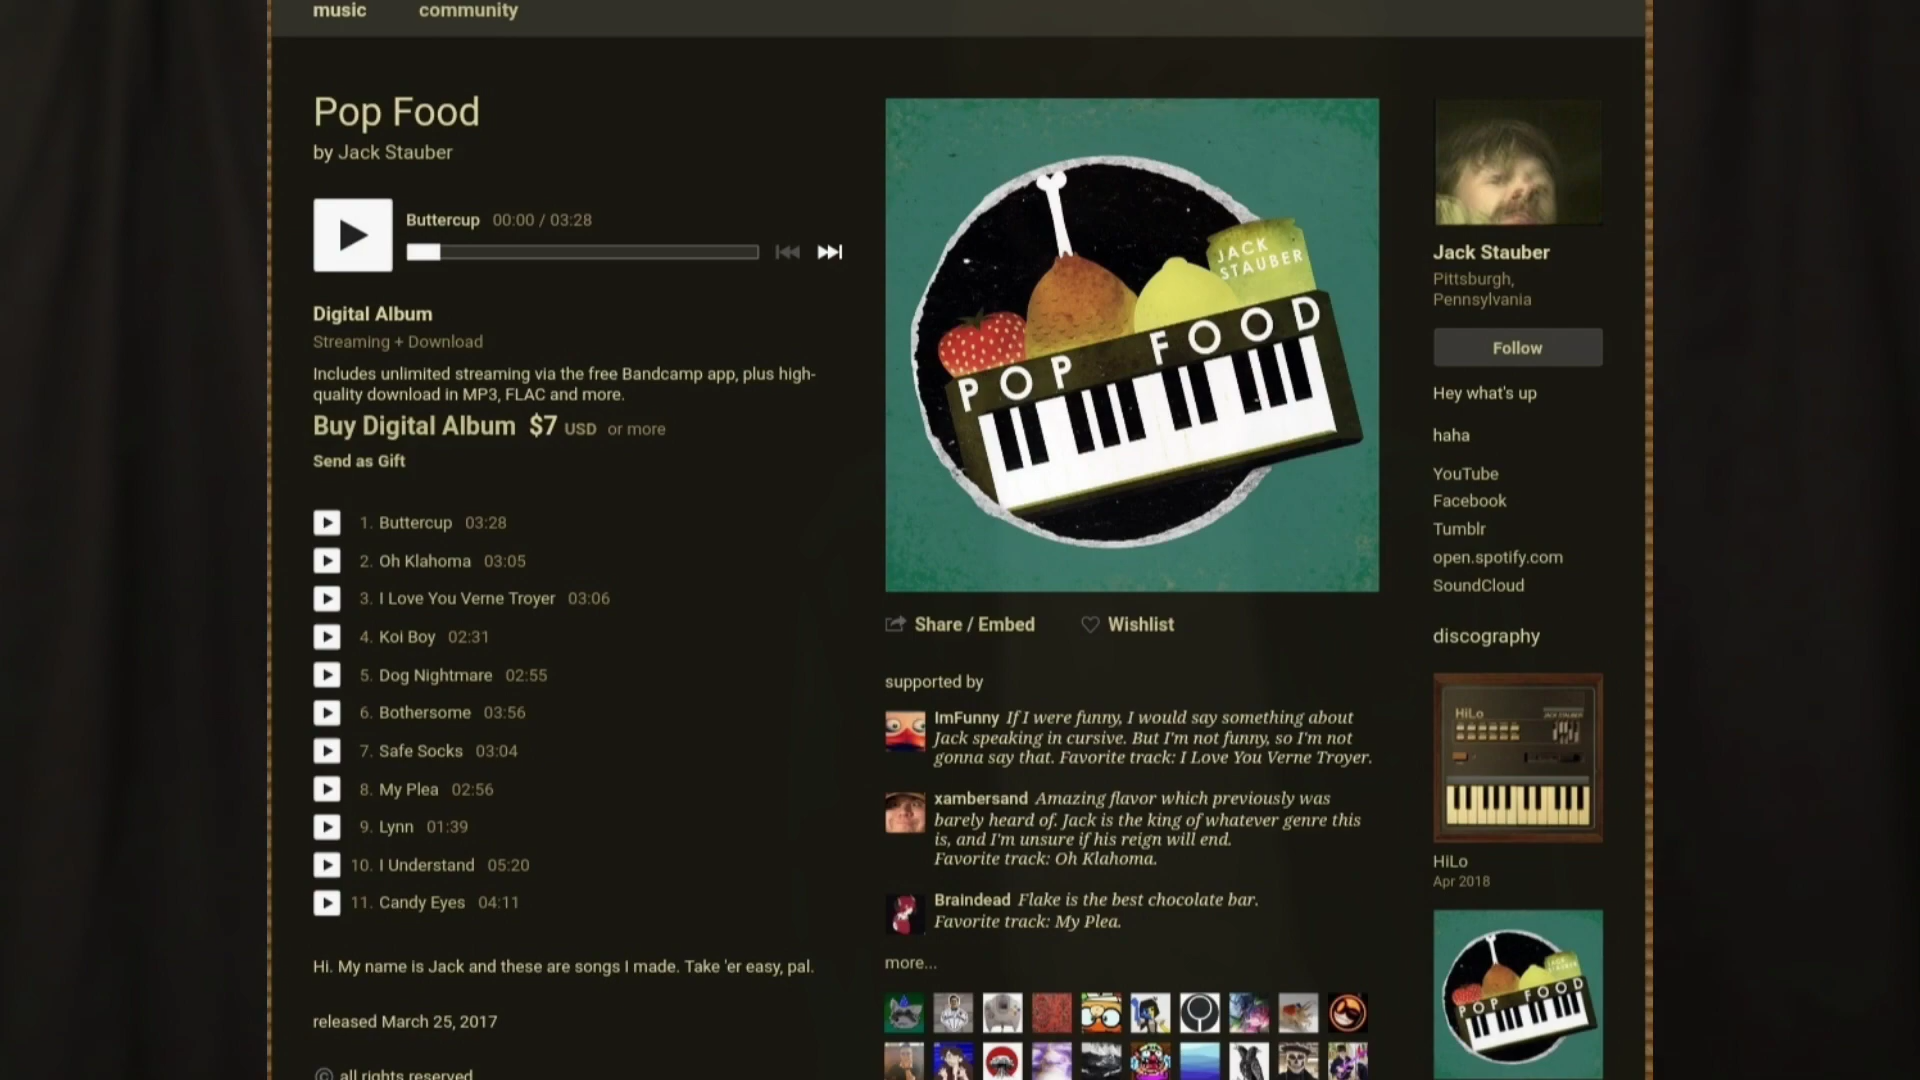 music community
Pop Food
by Jack Stauber
Buttercup 00:00 / 03:28
Digital Album
Streaming + Download
Includes unlimited streaming via the free Bandcamp app, plus high-
quality download in MP3, FLAC and more.
Buy Digital Album $7 USD or more
Send as Gift
1. Buttercup 03:28
2. Oh Klahoma 03:05
3. I Love You Verne Troyer 03:06
4. Koi Boy 02:31
5. Dog Nightmare 02:55
6. Bothersome 03:56
7. Safe Socks 03:04
8. My Plea 02:56
9. Lynn 01:39
10. I Understand 05:20
11. Candy Eyes 04:11
Hi. My name is Jack and these are songs I made. Take 'er easy, pal.
released March 25, 2017
© all rights reserved
JACK
STAUBER
POP FOOD
Share / Embed Wishlist
supported by
ImFunny If I were funny, I would say something about
Jack speaking in cursive. But I'm not funny, so I'm not
gonna say that. Favorite track: I Love You Verne Troyer.
xambersand Amazing flavor which previously was
barely heard of. Jack is the king of whatever genre this
is, and I'm unsure if his reign will end.
Favorite track: Oh Klahoma.
Braindead Flake is the best chocolate bar.
Favorite track: My Plea.
more...
Jack Stauber
Pittsburgh,
Pennsylvania
Follow
Hey what's up
haha
YouTube
Facebook
Tumblr
open.spotify.com
SoundCloud
discography
HiLo
JACK STAUBER
HiLo
Apr 2018
JACK
STAUBER
POP FOOD